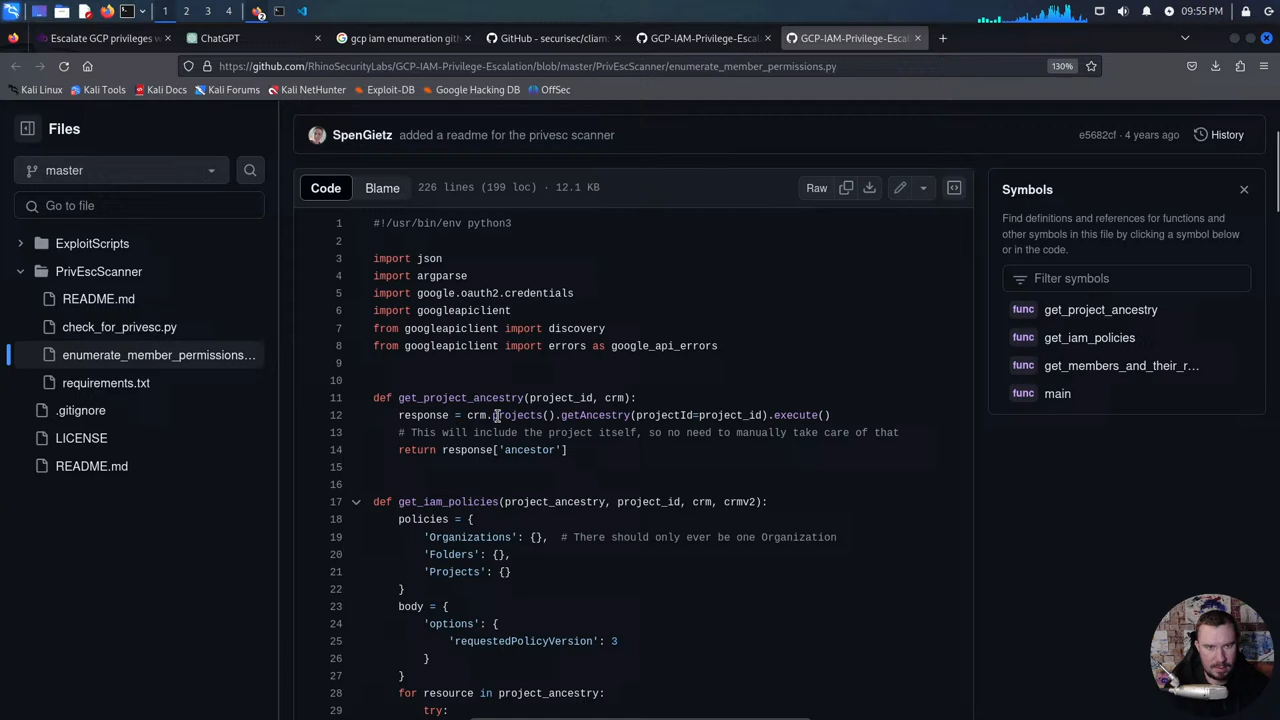 1
2
3
4
2
09:55 PM
Escalate GCP privileges w
ChatGPT
gcp iam enumeration gith
GitHub - securisec/cliam:
GCP-IAM-Privilege-Escal
GCP-IAM-Privilege-Escal
https://github.com/RhinoSecurityLabs/GCP-IAM-Privilege-Escalation/blob/master/PrivEscScanner/enumerate_member_permissions.py
130%
Kali Linux
Kali Tools
Kali Docs
Kali Forums
Kali NetHunter
Exploit-DB
Google Hacking DB
OffSec
Files
master
Go to file
ExploitScripts
PrivEscScanner
README.md
check_for_privesc.py
enumerate_member_permissions...
requirements.txt
.gitignore
LICENSE
README.md
SpenGietz added a readme for the privesc scanner
e5682cf · 4 years ago
History
Code
Blame
226 lines (199 loc) · 12.1 KB
Raw
1 #!/usr/bin/env python3
2
3 import json
4 import argparse
5 import google.oauth2.credentials
6 import googleapiclient
7 from googleapiclient import discovery
8 from googleapiclient import errors as google_api_errors
9
10
11 def get_project_ancestry(project_id, crm):
12 response = crm.projects().getAncestry(projectId=project_id).execute()
13 # This will include the project itself, so no need to manually take care of that
14 return response['ancestor']
15
16
17 def get_iam_policies(project_ancestry, project_id, crm, crmv2):
18 policies = {
19 'Organizations': {}, # There should only ever be one Organization
20 'Folders': {},
21 'Projects': {}
22 }
23 body = {
24 'options': {
25 'requestedPolicyVersion': 3
26 }
27 }
28 for resource in project_ancestry:
29 try:
Symbols
Find definitions and references for functions and
other symbols in this file by clicking a symbol below
or in the code.
Filter symbols
func get_project_ancestry
func get_iam_policies
func get_members_and_their_r...
func main